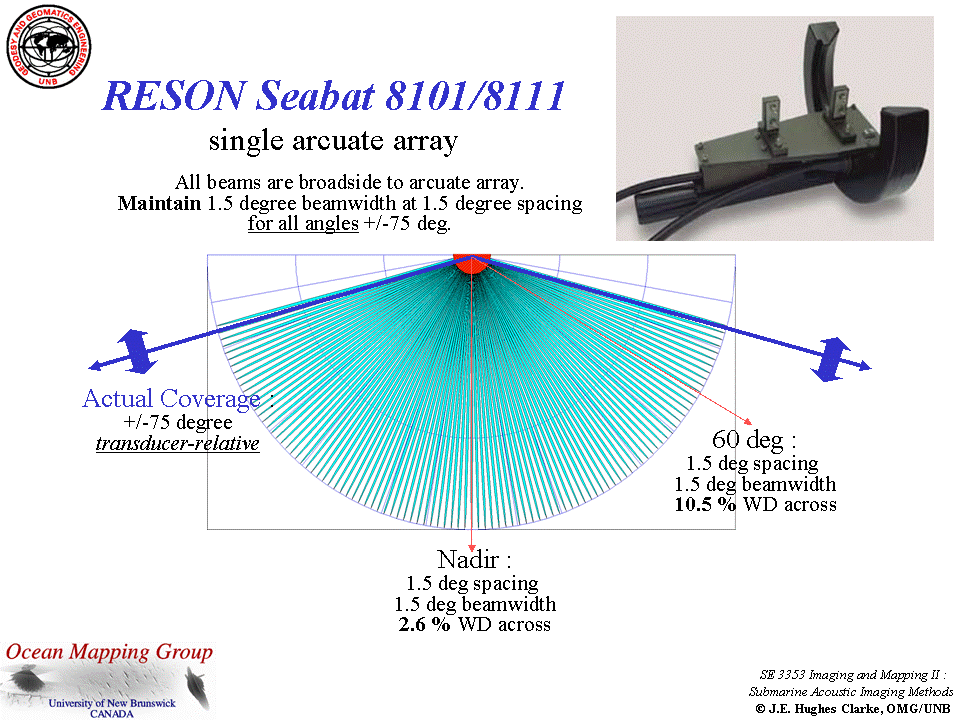 GEODESY AND GEOMATICS ENGINEERING
UNB
RESON Seabat 8101/8111
single arcuate array
All beams are broadside to arcuate array.
Maintain 1.5 degree beamwidth at 1.5 degree spacing
for all angles +/-75 deg.
Actual Coverage :
+/-75 degree
transducer-relative
60 deg :
1.5 deg spacing
1.5 deg beamwidth
10.5 % WD across
Nadir :
1.5 deg spacing
1.5 deg beamwidth
2.6 % WD across
Ocean Mapping Group
University of New Brunswick
CANADA
SE 3353 Imaging and Mapping II :
Submarine Acoustic Imaging Methods
© J.E. Hughes Clarke, OMG/UNB